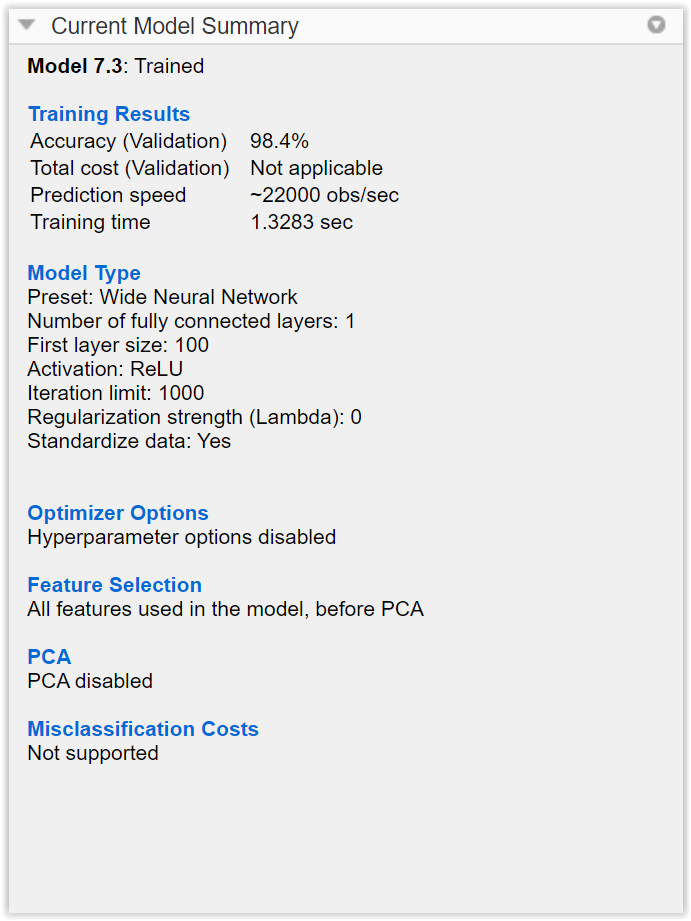 Current Model Summary
Model 7.3: Trained
Training Results
Accuracy (Validation) 98.4%
Total cost (Validation) Not applicable
Prediction speed ~22000 obs/sec
Training time 1.3283 sec
Model Type
Preset: Wide Neural Network
Number of fully connected layers: 1
First layer size: 100
Activation: ReLU
Iteration limit: 1000
Regularization strength (Lambda): 0
Standardize data: Yes
Optimizer Options
Hyperparameter options disabled
Feature Selection
All features used in the model, before PCA
PCA
PCA disabled
Misclassification Costs
Not supported